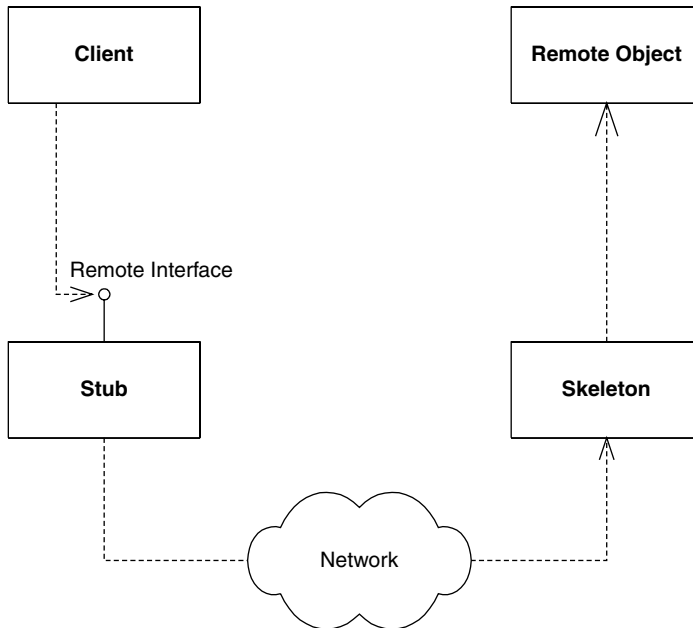 Client
Remote Object
Remote Interface
Stub
Skeleton
Network